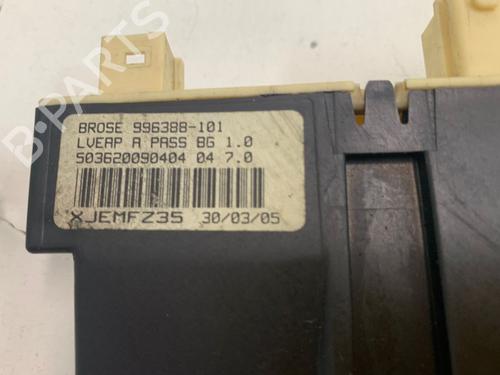 BROSE 996388-101
LVEAP A PASS BG 1.0
503620090404 04 7.0
XJEMFZ35 30/03/05
B-PARTS